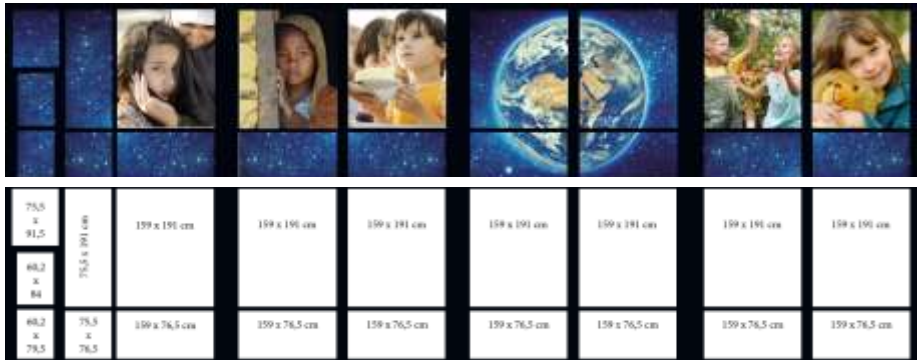 75,5
x
91,5
75,5 x 191 cm
159 x 191 cm
159 x 191 cm
159 x 191 cm
159 x 191 cm
159 x 191 cm
159 x 191 cm
159 x 191 cm
60,2
x
84
60,2
x
79,5
75,5
x
76,5
159 x 76,5 cm
159 x 76,5 cm
159 x 76,5 cm
159 x 76,5 cm
159 x 76,5 cm
159 x 76,5 cm
159 x 76,5 cm